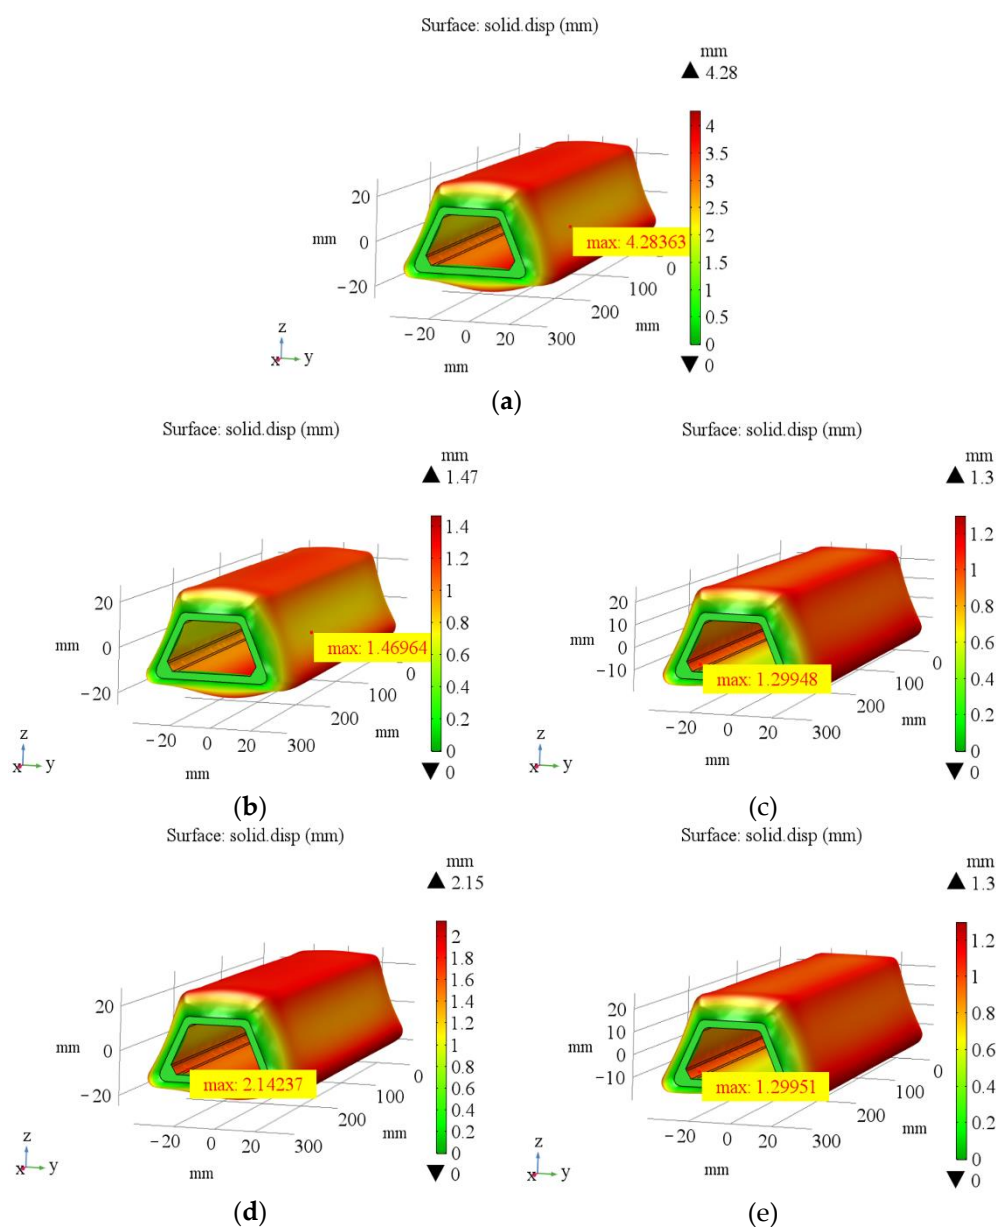 Surface: solid.disp (mm)
mm
▲ 4.28
4
3.5
3
2.5
2
1.5
1
0.5
0
▼ 0
20
0
-20
mm
max: 4.28363
0
100
200
300
mm
-20
0
20
mm
z
x
y
(a)
Surface: solid.disp (mm)
mm
▲ 1.47
1.4
1.2
1
0.8
0.6
0.4
0.2
0
▼ 0
20
0
-20
mm
max: 1.46964
0
100
200
300
mm
-20
0
20
mm
z
x
y
(b)
Surface: solid.disp (mm)
mm
▲ 1.3
1.2
1
0.8
0.6
0.4
0.2
0
▼ 0
20
10
0
-10
mm
max: 1.29948
0
100
200
300
mm
-20
0
20
mm
z
x
y
(c)
Surface: solid.disp (mm)
mm
▲ 2.15
2
1.8
1.6
1.4
1.2
1
0.8
0.6
0.4
0.2
0
▼ 0
20
0
-20
mm
max: 2.14237
0
100
200
300
mm
-20
0
20
mm
z
x
y
(d)
Surface: solid.disp (mm)
mm
▲ 1.3
1.2
1
0.8
0.6
0.4
0.2
0
▼ 0
20
10
0
-10
mm
max: 1.29951
0
100
200
300
mm
-20
0
20
mm
z
x
y
(e)